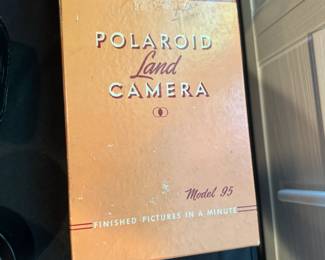 POLAROID
Land
CAMERA
Model 95
FINISHED PICTURES IN A MINUTE